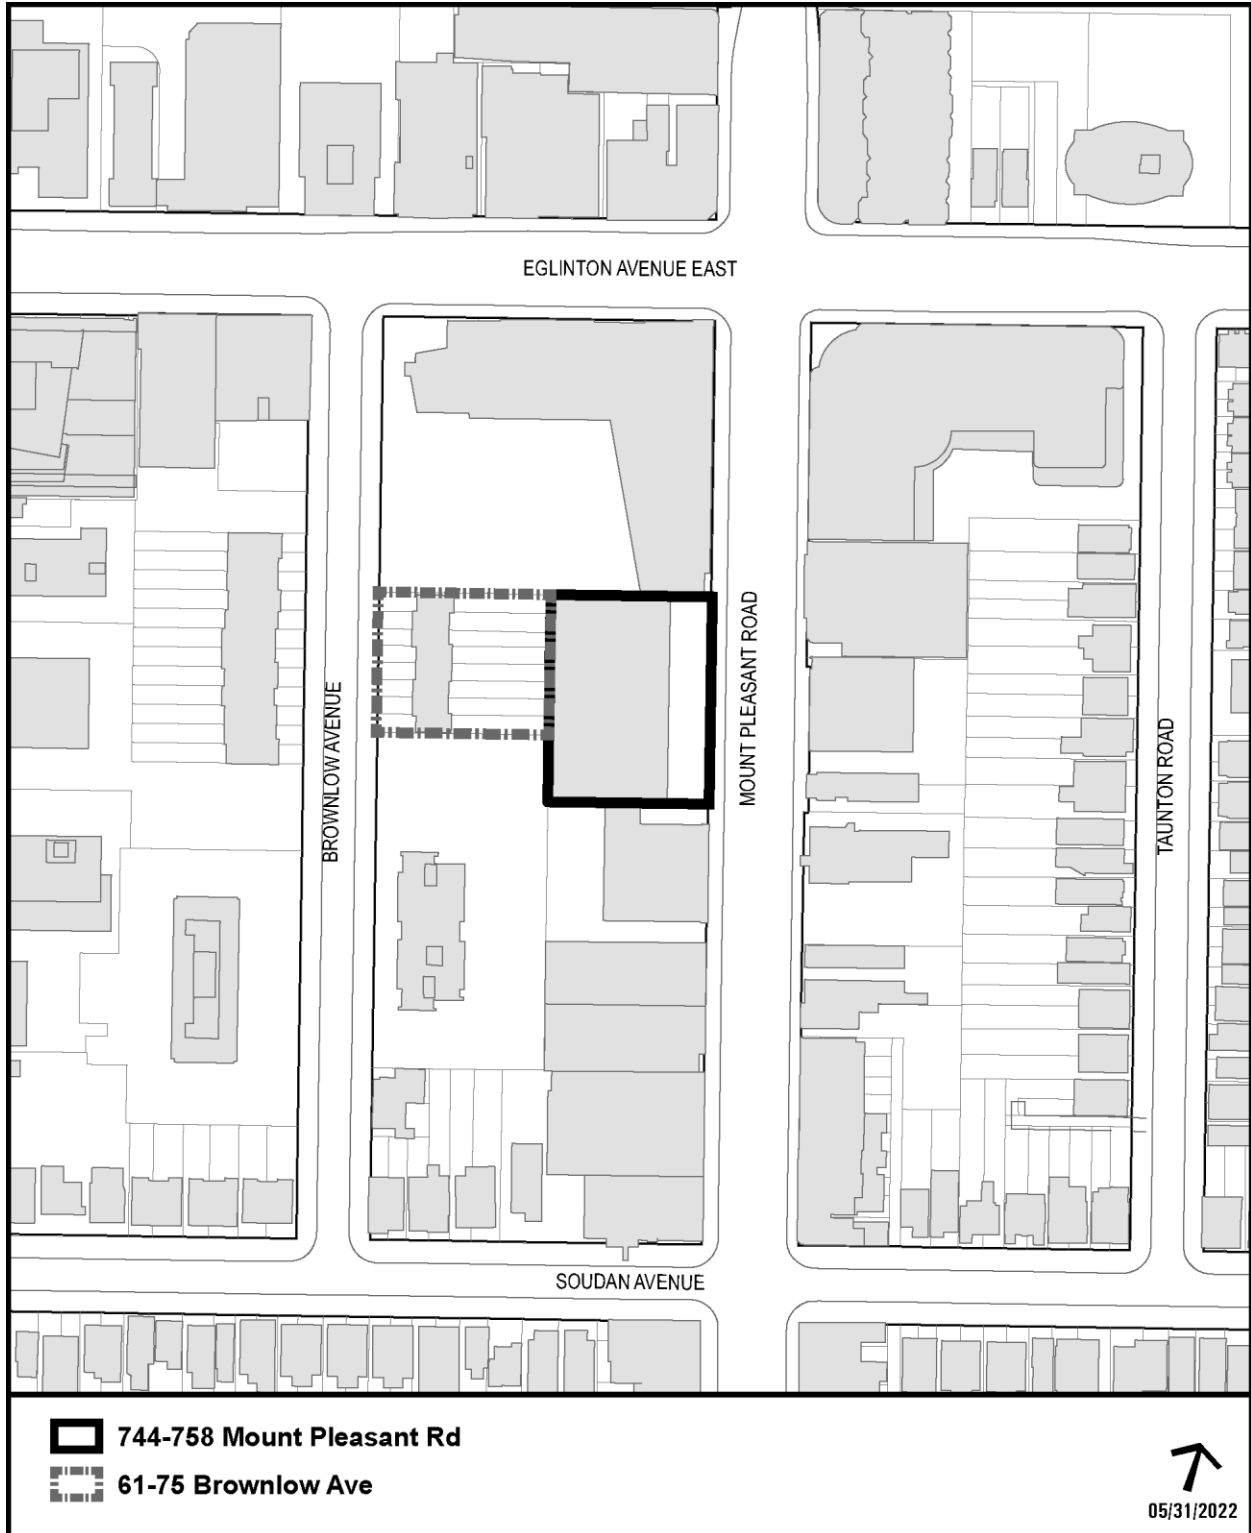 EGLINTON AVENUE EAST
MOUNT PLEASANT ROAD
BROWNLOW AVENUE
TAUNTON ROAD
SOUDAN AVENUE
744-758 Mount Pleasant Rd
61-75 Brownlow Ave
05/31/2022